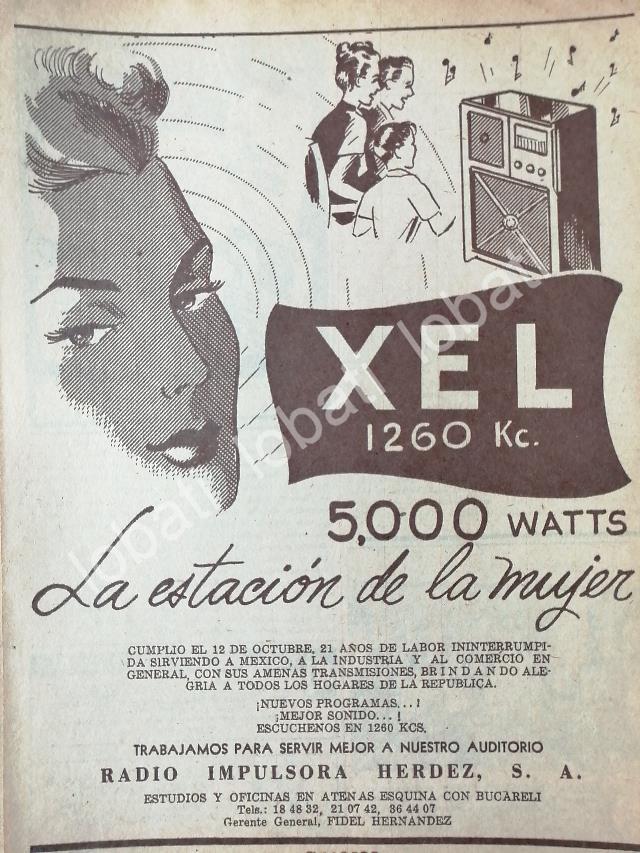 XEL
1260 Kc.
5,000 WATTS
La estación de la mujer
CUMPLIO EL 12 DE OCTUBRE, 21 AÑOS DE LABOR ININTERRUMPI-
DA SIRVIENDO A MEXICO, A LA INDUSTRIA Y AL COMERCIO EN
GENERAL, CON SUS AMENAS TRANSMISIONES, BRINDANDO ALE-
GRIA A TODOS LOS HOGARES DE LA REPUBLICA.
¡NUEVOS PROGRAMAS...!
¡MEJOR SONIDO...!
ESCUCHENOS EN 1260 KCS.
TRABAJAMOS PARA SERVIR MEJOR A NUESTRO AUDITORIO
RADIO IMPULSORA HERDEZ, S. A.
ESTUDIOS Y OFICINAS EN ATENAS ESQUINA CON BUCARELI
Tels.: 18 48 32, 21 07 42, 36 44 07
Gerente General, FIDEL HERNANDEZ
lobati lobati lobati lobati